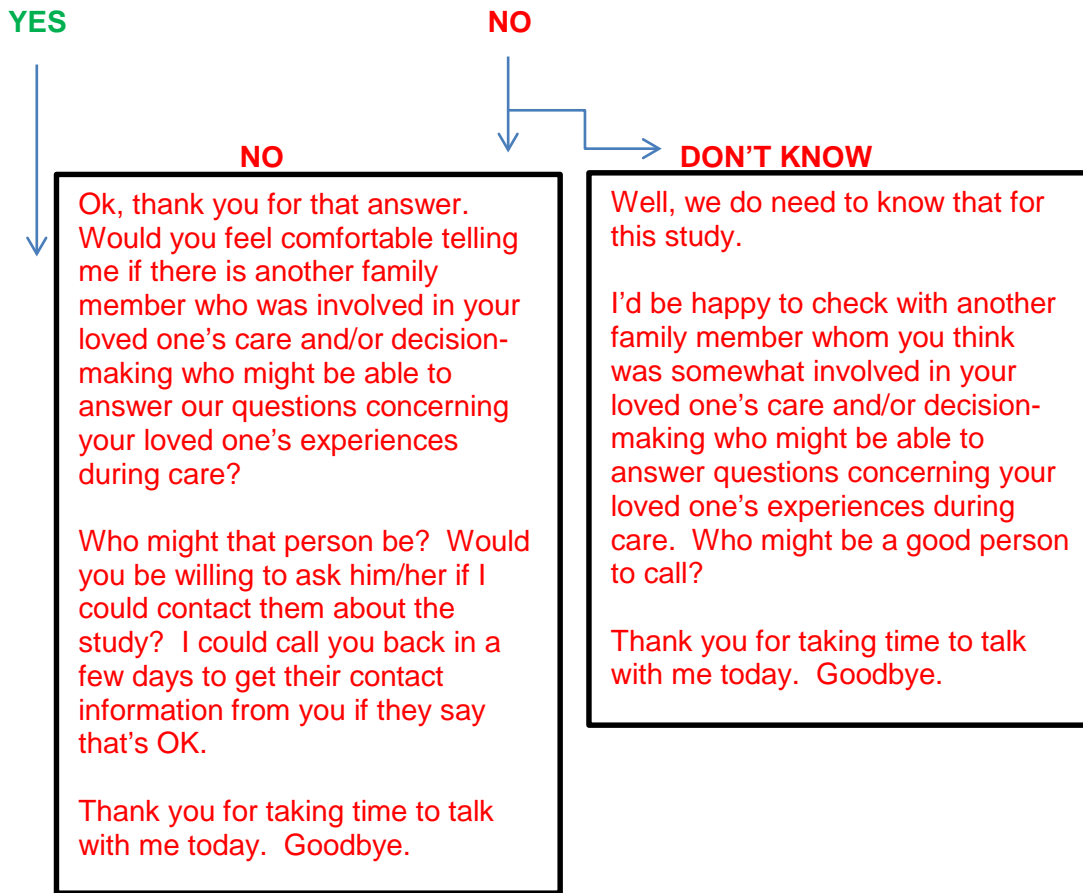 YES
NO
NO
DON'T KNOW
Ok, thank you for that answer.
Would you feel comfortable telling
me if there is another family
member who was involved in your
loved one's care and/or decision-
making who might be able to
answer our questions concerning
your loved one's experiences
during care?
Who might that person be?  Would
you be willing to ask him/her if I
could contact them about the
study?  I could call you back in a
few days to get their contact
information from you if they say
that's OK.
Thank you for taking time to talk
with me today.  Goodbye.
Well, we do need to know that for
this study.
I'd be happy to check with another
family member whom you think
was somewhat involved in your
loved one's care and/or decision-
making who might be able to
answer questions concerning your
loved one's experiences during
care.  Who might be a good person
to call?
Thank you for taking time to talk
with me today.  Goodbye.